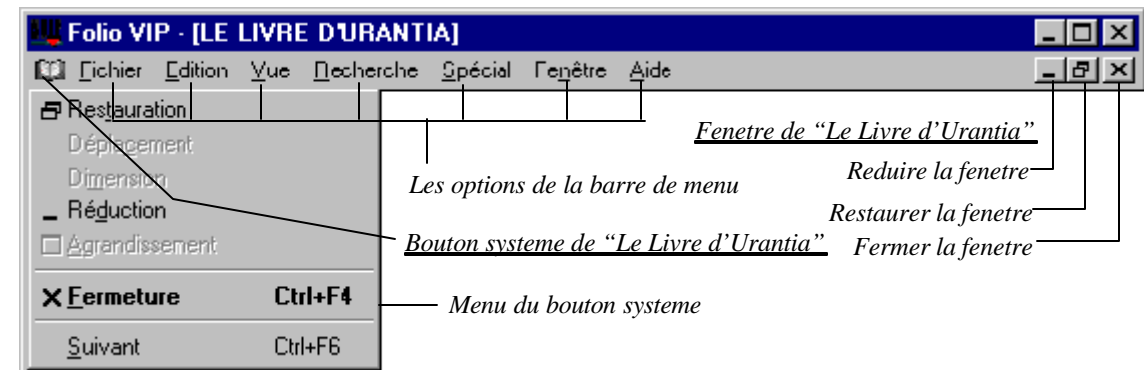 Folio VIP - [LE LIVRE D'URANTIA]
Fichier Edition Vue Recherche Spécial Fenêtre Aide
Restauration
Déplacement
Dimension
Réduction
Agrandissement
Fermeture Ctrl+F4
Suivant Ctrl+F6
Les options de la barre de menu
Bouton systeme de “Le Livre d’Urantia”
Menu du bouton systeme
Fenetre de “Le Livre d’Urantia”
Reduire la fenetre
Restaurer la fenetre
Fermer la fenetre